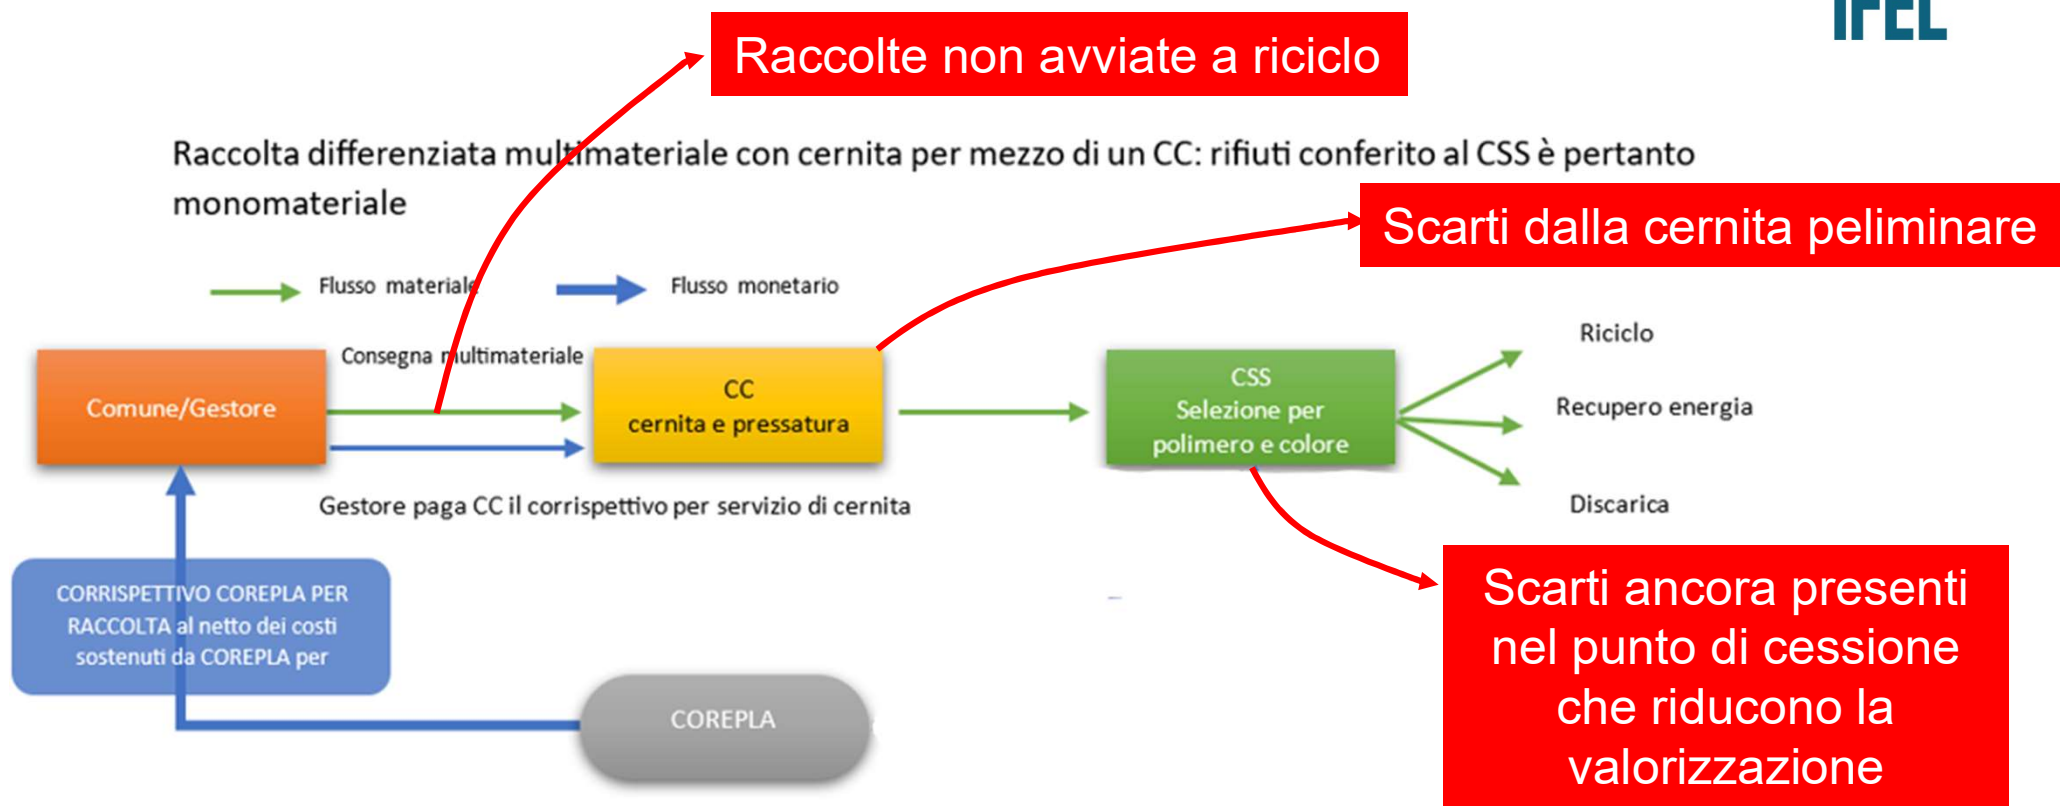 IFEL
Raccolte non avviate a riciclo
Raccolta differenziata multimateriale con cernita per mezzo di un CC: rifiuti conferito al CSS è pertanto
monomateriale
Scarti dalla cernita peliminare
Flusso materiale
Flusso monetario
Consegna multimateriale
Comune/Gestore
CC
cernita e pressatura
CSS
Selezione per
polimero e colore
Riciclo
Recupero energia
Discarica
Gestore paga CC il corrispettivo per servizio di cernita
CORRISPETTIVO COREPLA PER
RACCOLTA al netto dei costi
sostenuti da COREPLA per
COREPLA
Scarti ancora presenti
nel punto di cessione
che riducono la
valorizzazione